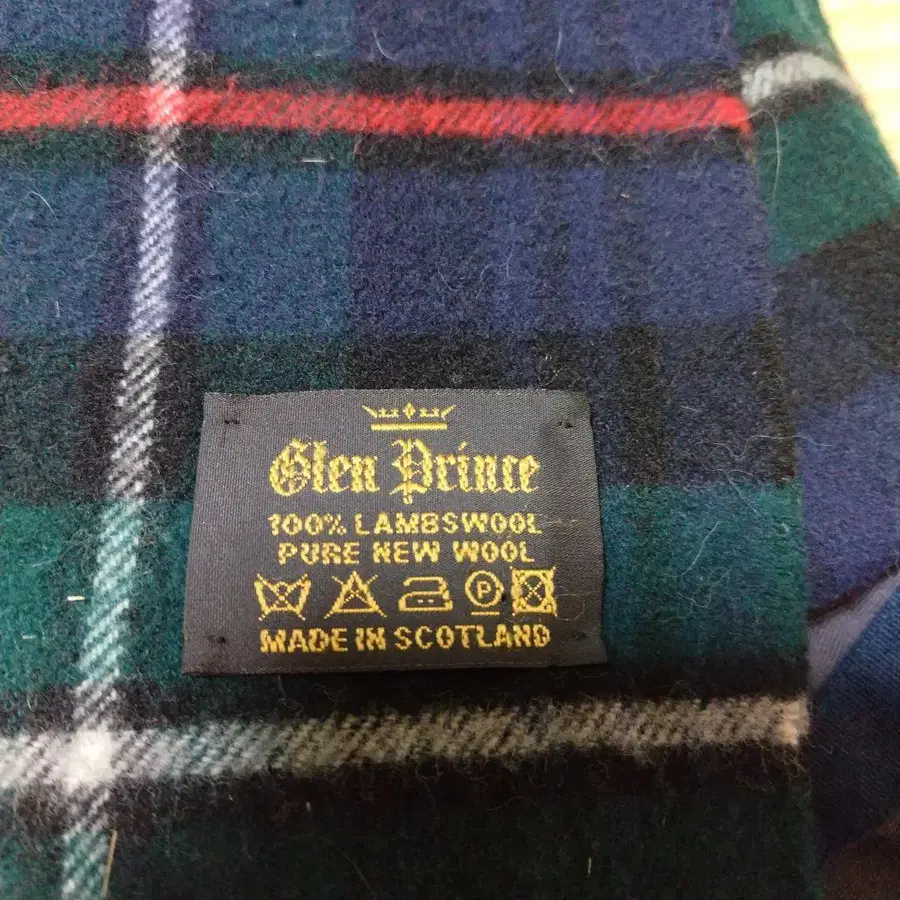 Glen Prince
100% LAMBSWOOL
PURE NEW WOOL
P
MADE IN SCOTLAND